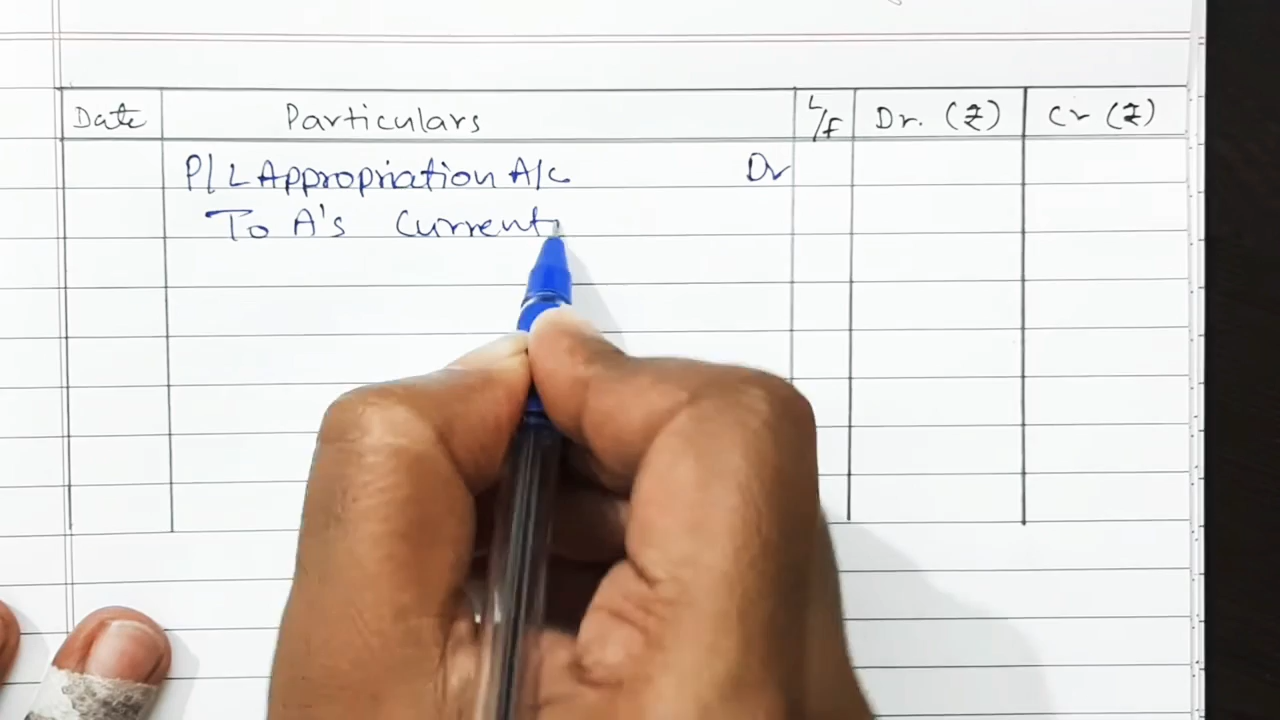 Date Particulars L/F Dr. (₹) Cr (₹)
P/L Appropriation A/c Dr
To A's Current